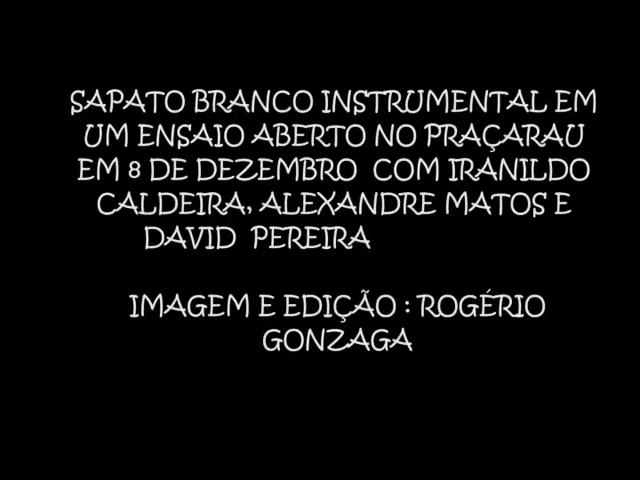 SAPATO BRANCO INSTRUMENTAL EM
UM ENSAIO ABERTO NO PRAÇARAU
EM 8 DE DEZEMBRO COM IRANILDO
CALDEIRA, ALEXANDRE MATOS E
DAVID PEREIRA
IMAGEM E EDIÇÃO : ROGÉRIO
GONZAGA